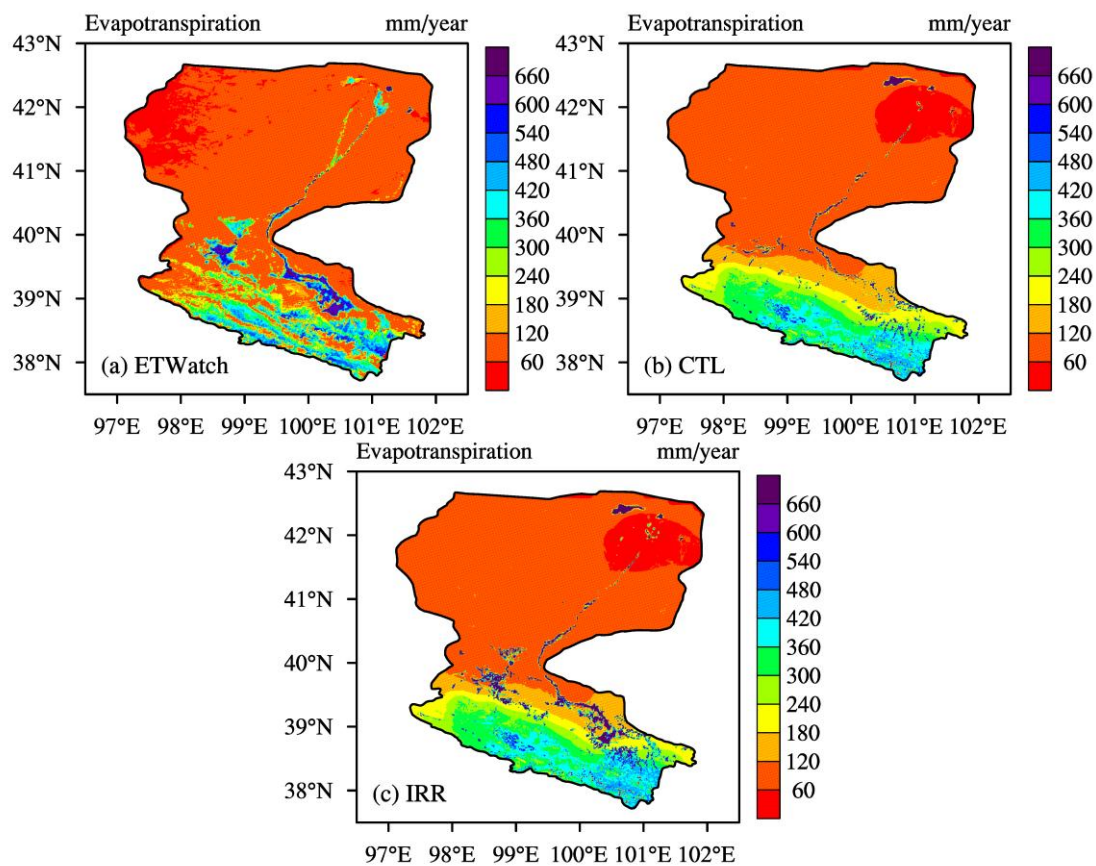 Evapotranspiration mm/year
43°N
42°N
41°N
40°N
39°N
38°N
97°E 98°E 99°E 100°E 101°E 102°E
(a) ETWatch
660
600
540
480
420
360
300
240
180
120
60
Evapotranspiration mm/year
43°N
42°N
41°N
40°N
39°N
38°N
97°E 98°E 99°E 100°E 101°E 102°E
(b) CTL
660
600
540
480
420
360
300
240
180
120
60
Evapotranspiration mm/year
43°N
42°N
41°N
40°N
39°N
38°N
97°E 98°E 99°E 100°E 101°E 102°E
(c) IRR
660
600
540
480
420
360
300
240
180
120
60